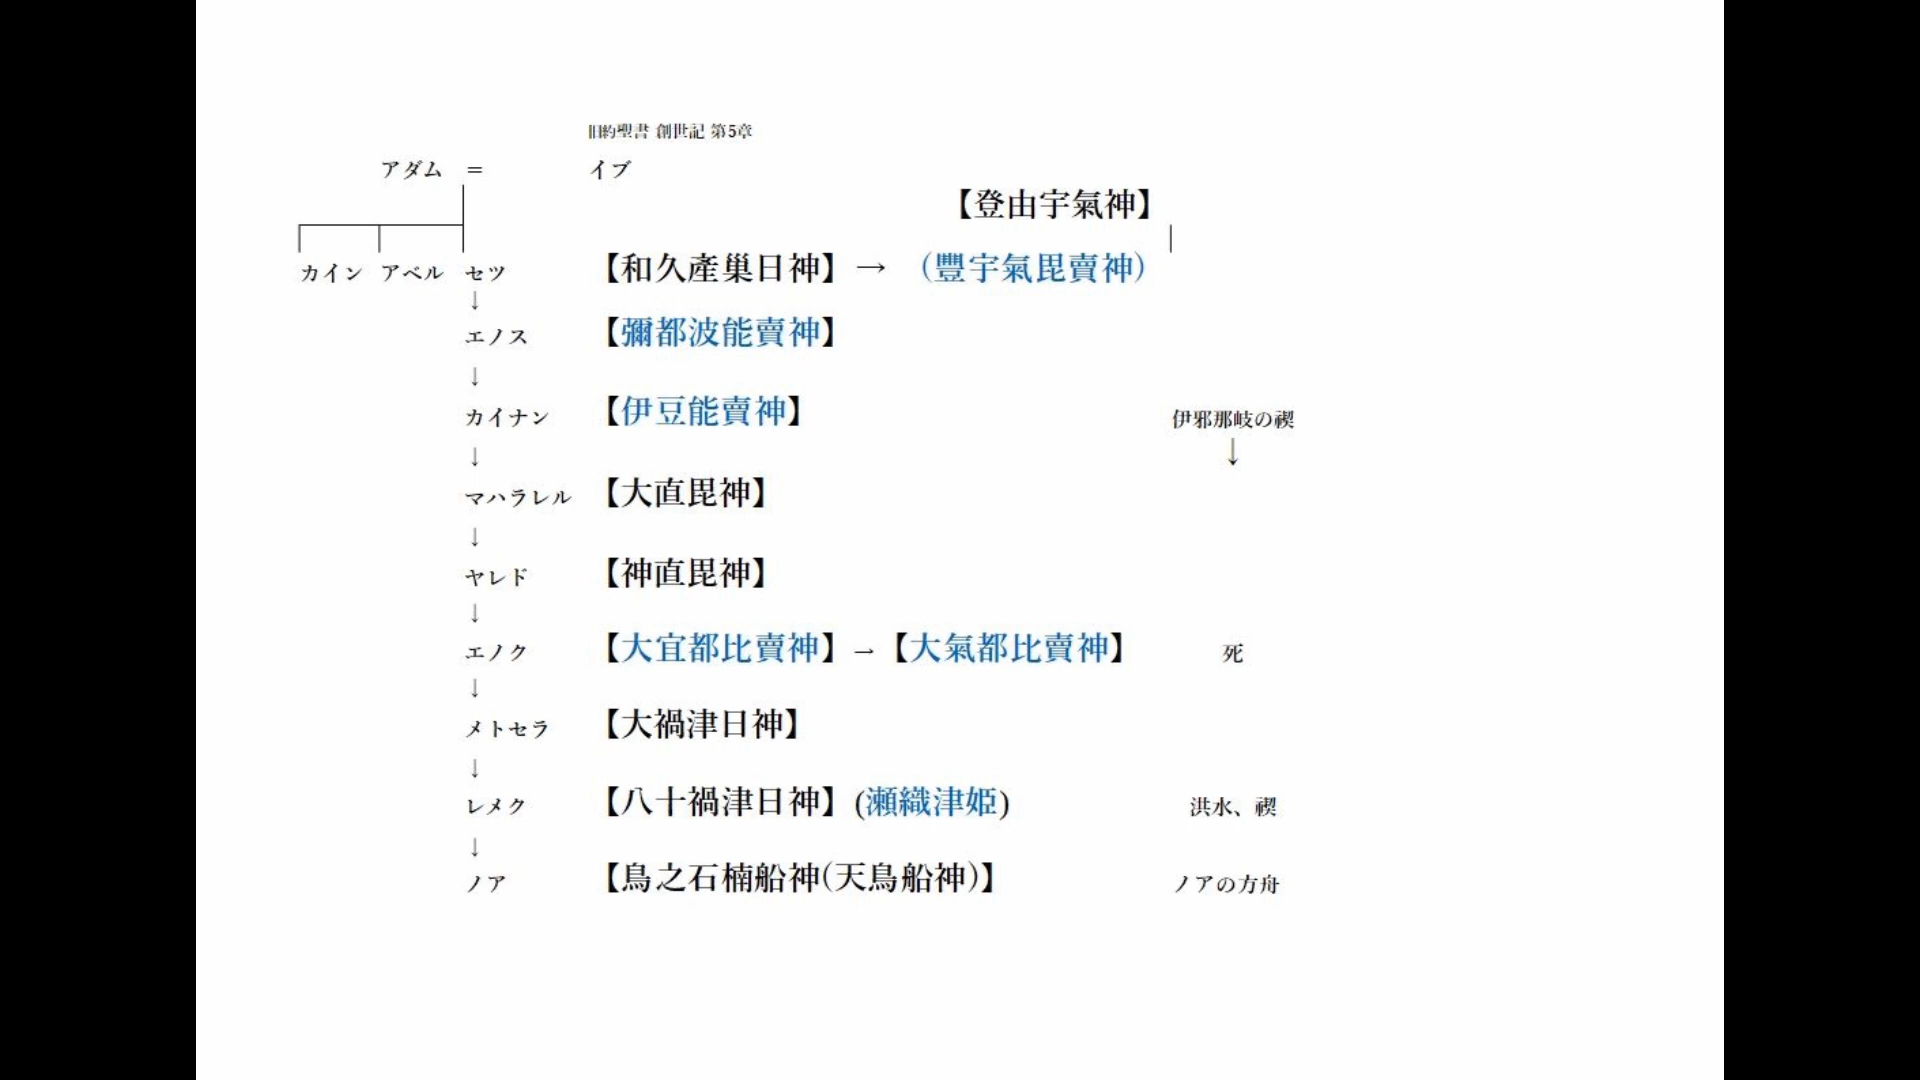 旧約聖書 創世記 第5章
アダム = イブ
【登由宇氣神】
カイン アベル セツ 【和久產巢日神】 → (豐宇氣毘賣神)
↓
エノス 【彌都波能賣神】
↓
カイナン 【伊豆能賣神】 伊邪那岐の禊
↓ ↓
マハラレル 【大直毘神】
↓
ヤレド 【神直毘神】
↓
エノク 【大宜都比賣神】→【大氣都比賣神】 死
↓
メトセラ 【大禍津日神】
↓
レメク 【八十禍津日神】(瀬織津姫) 洪水、禊
↓
ノア 【鳥之石楠船神(天鳥船神)】 ノアの方舟